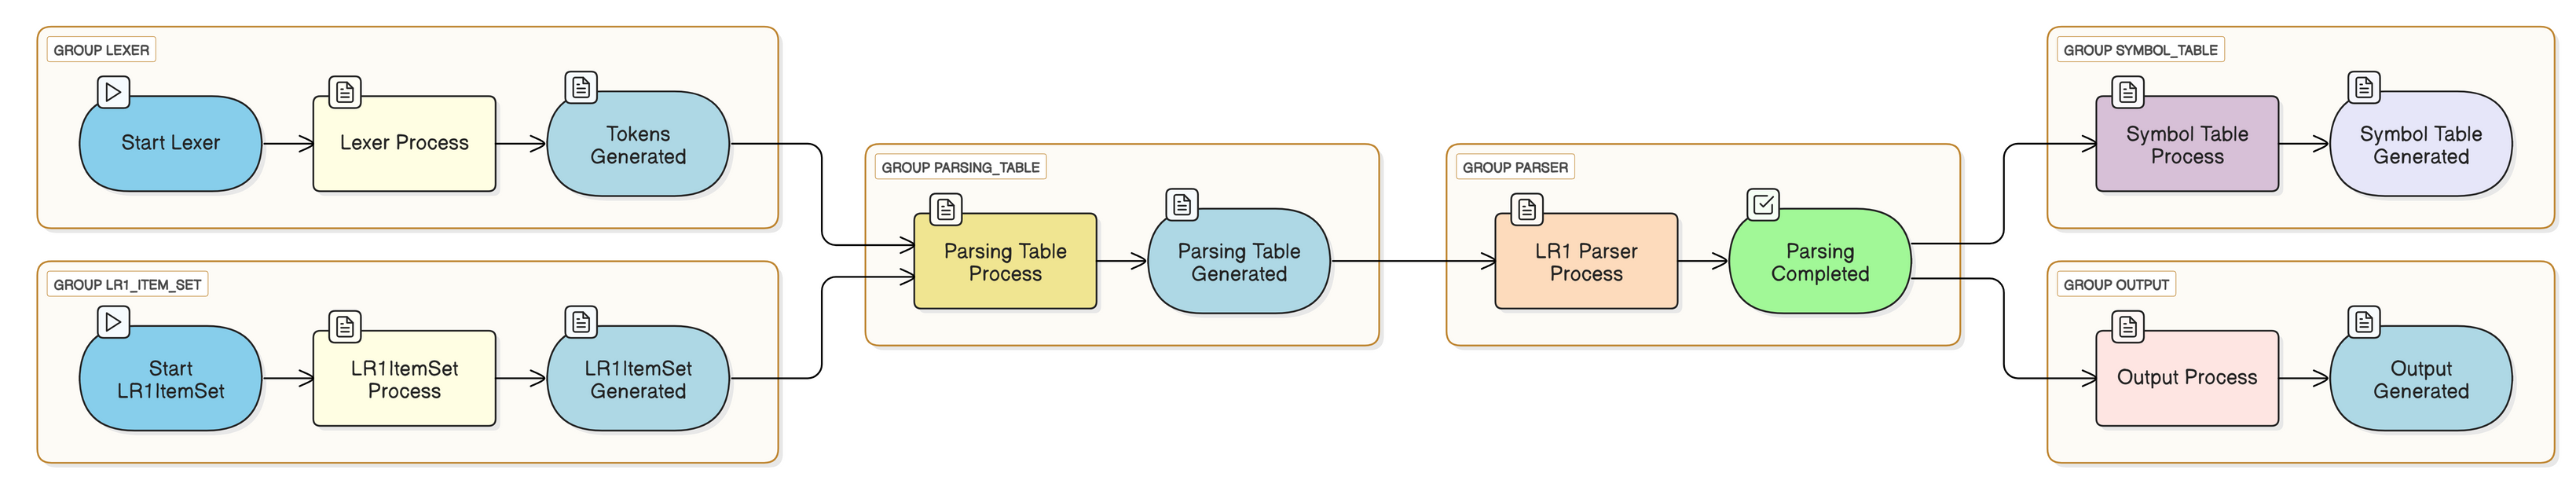 GROUP LEXER
Start Lexer
Lexer Process
Tokens
Generated
GROUP LR1_ITEM_SET
Start
LR1ItemSet
LR1ItemSet
Process
LR1ItemSet
Generated
GROUP PARSING_TABLE
Parsing Table
Process
Parsing Table
Generated
GROUP PARSER
LR1 Parser
Process
Parsing
Completed
GROUP SYMBOL_TABLE
Symbol Table
Process
Symbol Table
Generated
GROUP OUTPUT
Output Process
Output
Generated